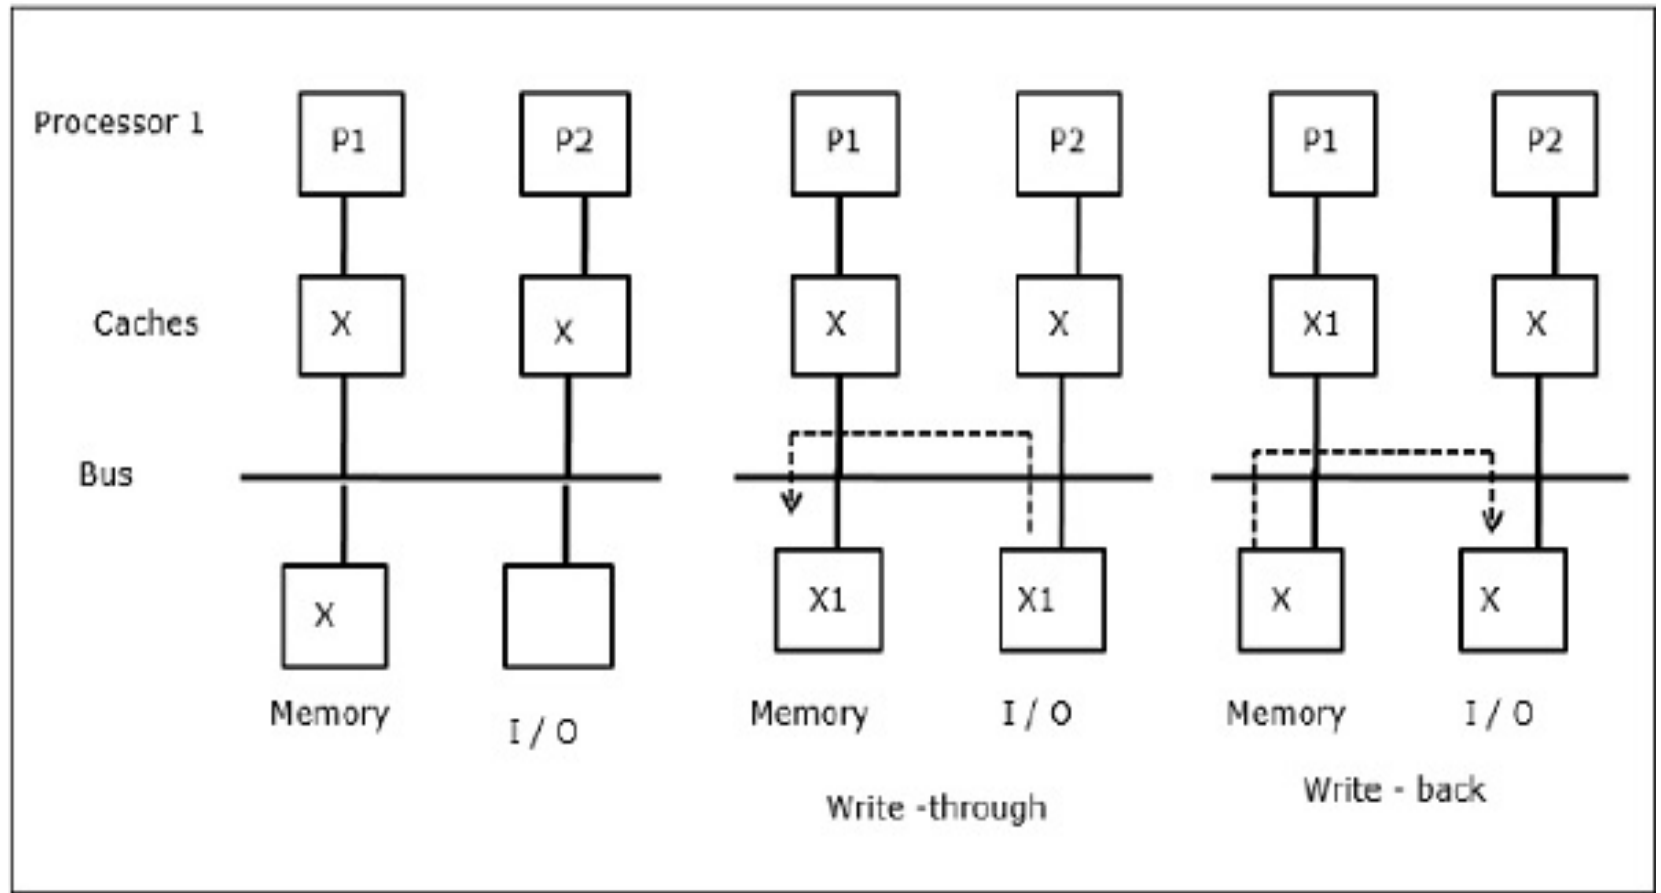 Processor 1 P1 P2 P1 P2 P1 P2
Caches X X X X X1 X
Bus
X X1 X1 X X
Memory I / O Memory I / O Memory I / O
Write -through Write - back